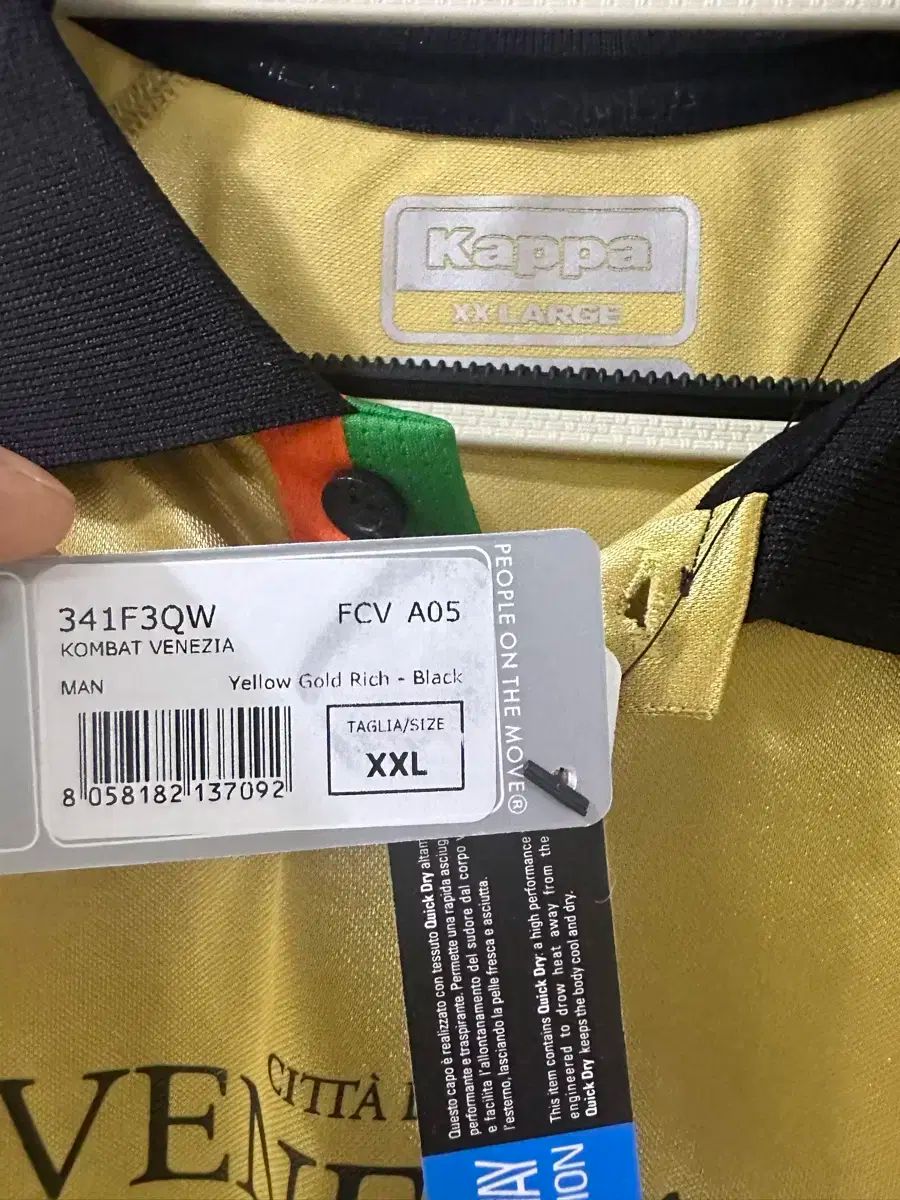 Kappa
XX LARGE
341F3QW
FCV A05
KOMBAT VENEZIA
MAN
Yellow Gold Rich - Black
TAGLIA/SIZE
XXL
8 058182 137092
PEOPLE ON THE MOVE®
Questo capo è realizzato con tessuto Quick Dry
performante e traspirante. Permette una rapida
e facilita l'allontanamento del sudore dal corpo
l'esterno, lasciando la pelle fresca e asciutta.
This item contains Quick Dry: a high performance
engineered to drow heat away from the
Quick Dry keeps the body cool and dry.
CITTÀ